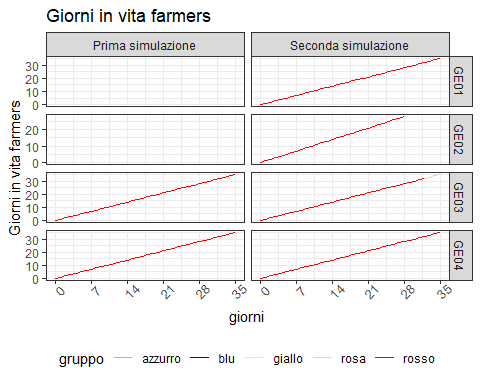 Giorni in vita farmers
Prima simulazione Seconda simulazione
Giorni in vita farmers
30
20
10
0
GE01
20
10
0
GE02
30
20
10
0
GE03
30
20
10
0
GE04
0 7 14 21 28 35 0 7 14 21 28 35
giorni
gruppo azzurro blu giallo rosa rosso